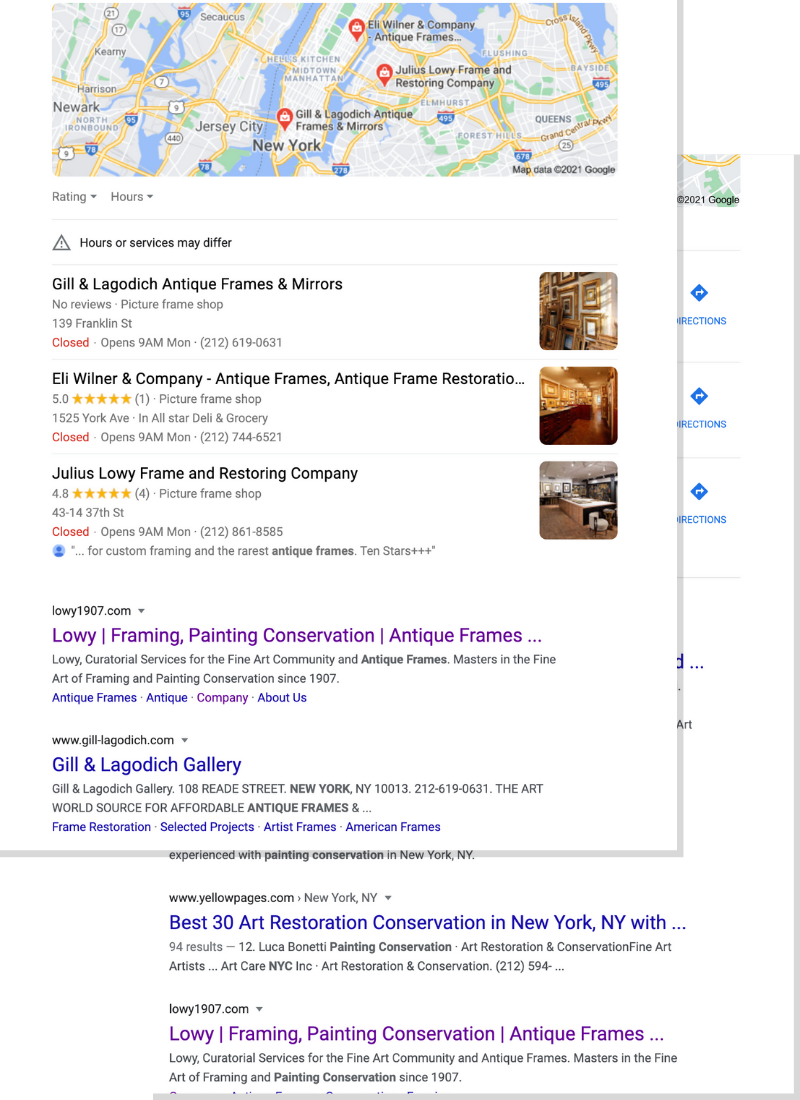 21
17
95
Secaucus
Eli Wilner & Company
- Antique Frames...
Cross Island Pkwy
Kearny
HELL'S KITCHEN
FLUSHING
MIDTOWN
MANHATTAN
Julius Lowy Frame and
Restoring Company
BAYSIDE
495
Harrison
7
Newark
9
ELMHURST
NORTH
IRONBOUND
95
Jersey City
Gill & Lagodich Antique
Frames & Mirrors
495
QUEENS
440
FOREST HILLS
Grand Central Pkwy
New York
25
9
78
78
278
678
Map data ©2021 Google
Rating Hours
Hours or services may differ
Gill & Lagodich Antique Frames & Mirrors
No reviews · Picture frame shop
139 Franklin St
Closed · Opens 9AM Mon · (212) 619-0631
Eli Wilner & Company - Antique Frames, Antique Frame Restoratio...
5.0 (1) · Picture frame shop
1525 York Ave · In All star Deli & Grocery
Closed · Opens 9AM Mon · (212) 744-6521
Julius Lowy Frame and Restoring Company
4.8 (4) · Picture frame shop
43-14 37th St
Closed · Opens 9AM Mon · (212) 861-8585
"... for custom framing and the rarest antique frames. Ten Stars+++"
lowy1907.com
Lowy | Framing, Painting Conservation | Antique Frames ...
Lowy, Curatorial Services for the Fine Art Community and Antique Frames. Masters in the Fine
Art of Framing and Painting Conservation since 1907.
Antique Frames · Antique · Company · About Us
www.gill-lagodich.com
Gill & Lagodich Gallery
Gill & Lagodich Gallery. 108 READE STREET. NEW YORK, NY 10013. 212-619-0631. THE ART
WORLD SOURCE FOR AFFORDABLE ANTIQUE FRAMES & ...
Frame Restoration · Selected Projects · Artist Frames · American Frames
©2021 Google
IRECTIONS
IRECTIONS
IRECTIONS
d ...
.
Art
experienced with painting conservation in New York, NY.
www.yellowpages.com › New York, NY
Best 30 Art Restoration Conservation in New York, NY with ...
94 results — 12. Luca Bonetti Painting Conservation · Art Restoration & ConservationFine Art
Artists ... Art Care NYC Inc · Art Restoration & Conservation. (212) 594- ...
lowy1907.com
Lowy | Framing, Painting Conservation | Antique Frames ...
Lowy, Curatorial Services for the Fine Art Community and Antique Frames. Masters in the Fine
Art of Framing and Painting Conservation since 1907.